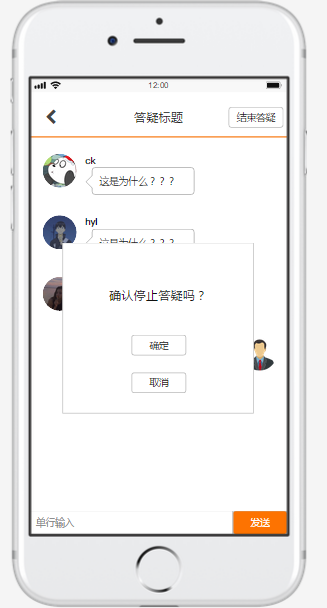 12:00
答疑标题
结束答疑
ck
这是为什么？？？
hyl
这是为什么？？？
确认停止答疑吗？
确定
取消
单行输入
发送